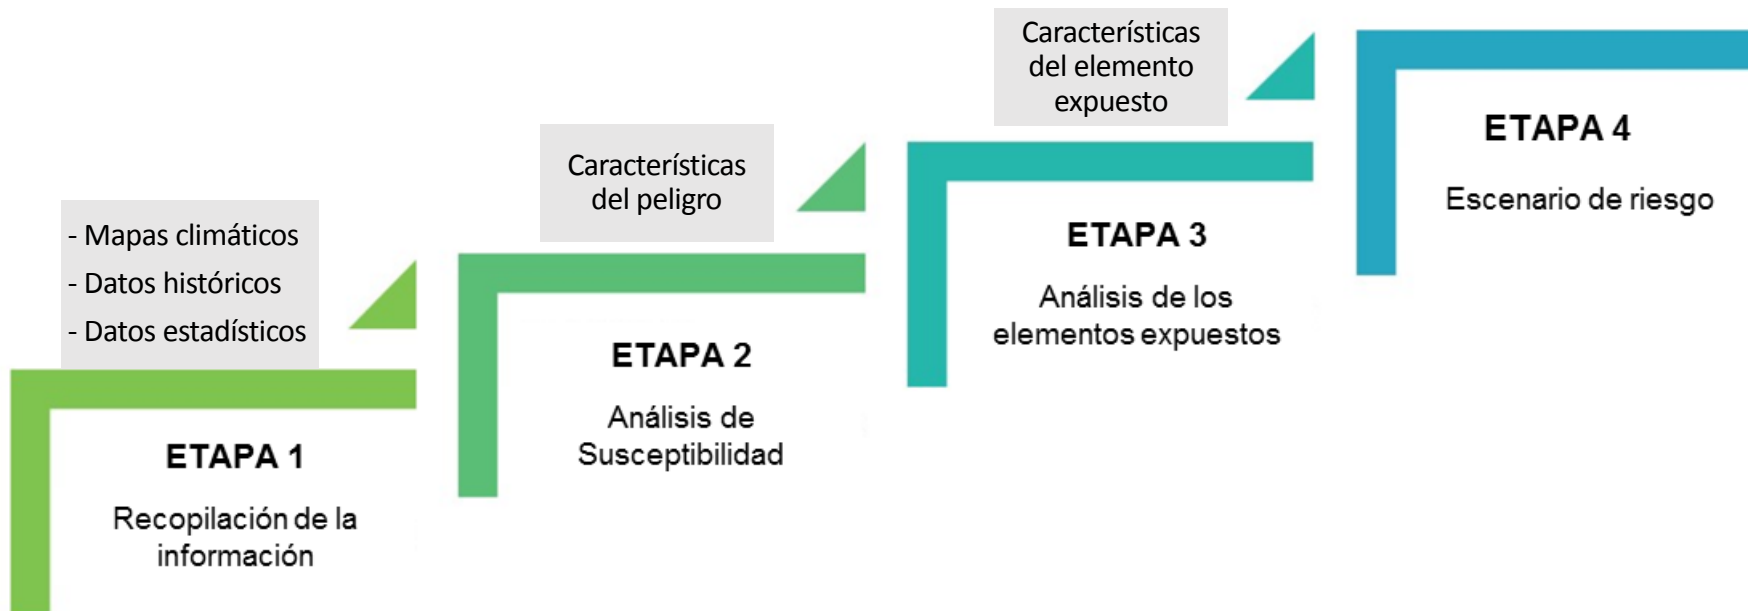 - Mapas climáticos
- Datos históricos
- Datos estadísticos
ETAPA 1
Recopilación de la
información
Características
del peligro
ETAPA 2
Análisis de
Susceptibilidad
Características
del elemento
expuesto
ETAPA 3
Análisis de los
elementos expuestos
ETAPA 4
Escenario de riesgo